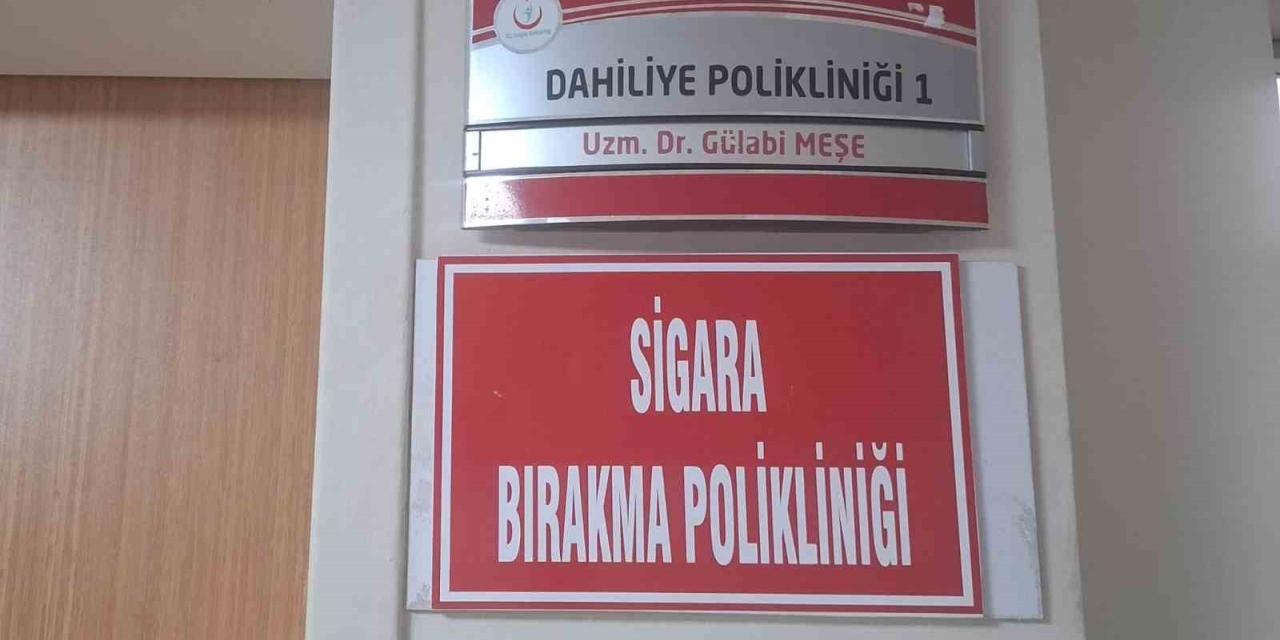 DAHİLİYE POLİKLİNİĞİ 1
Uzm. Dr. Gülabi MEŞE
SİGARA
BIRAKMA POLİKLİNİĞİ